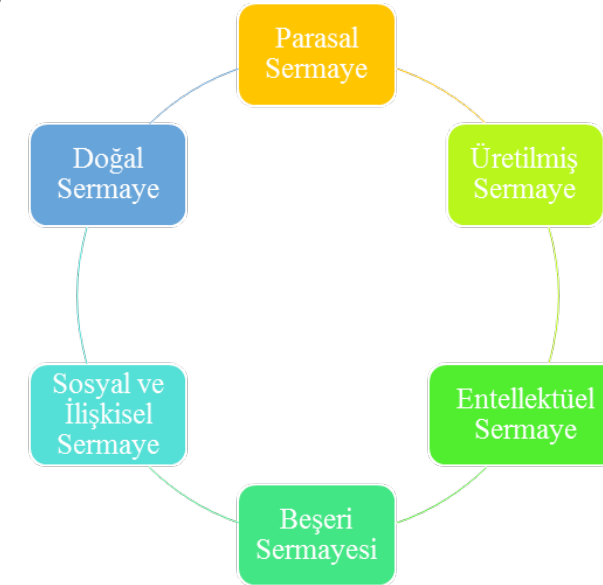 Parasal
Sermaye
Üretilmiş
Sermaye
Entellektüel
Sermaye
Beşeri
Sermayesi
Sosyal ve
İlişkisel
Sermaye
Doğal
Sermaye